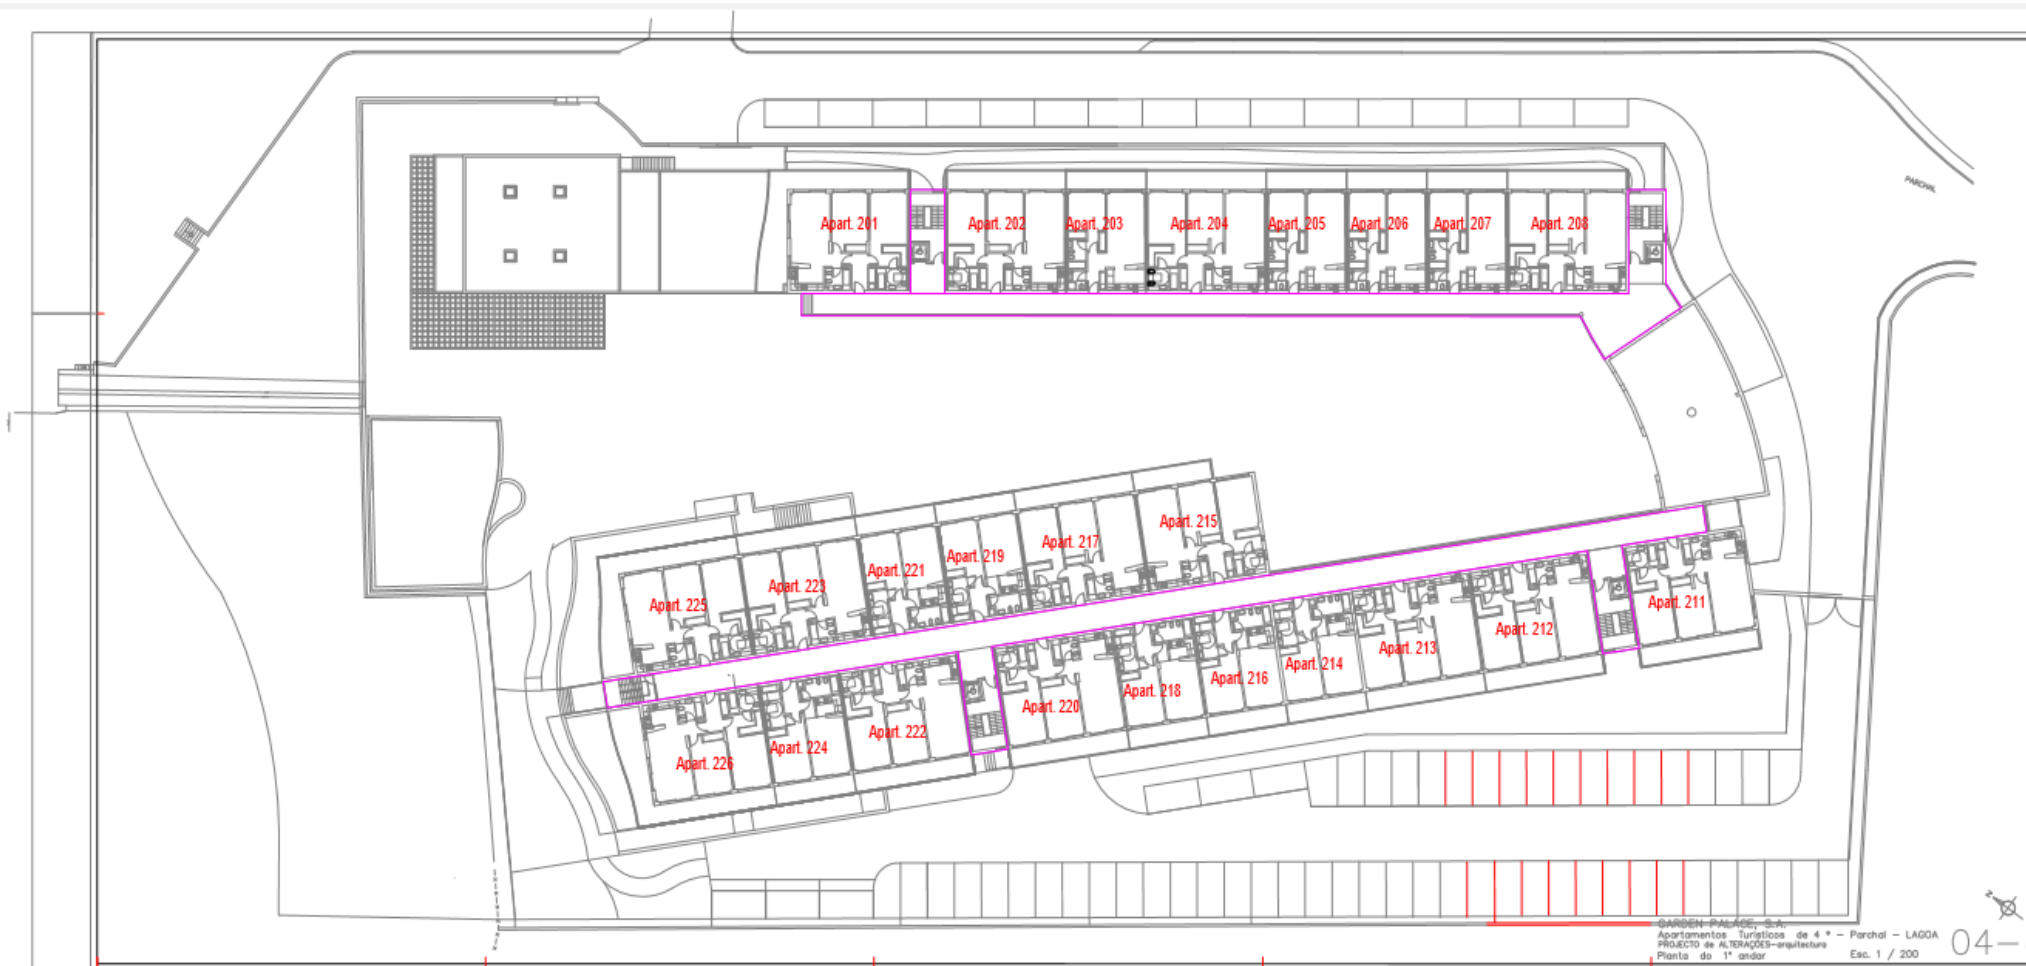 PARCHAL
Apart. 201
Apart. 202
Apart. 203
Apart. 204
Apart. 205
Apart. 206
Apart. 207
Apart. 208
Apart. 215
Apart. 217
Apart. 219
Apart. 221
Apart. 223
Apart. 225
Apart. 211
Apart. 212
Apart. 213
Apart. 214
Apart. 216
Apart. 218
Apart. 220
Apart. 222
Apart. 224
Apart. 226
N
GARDEN PALACE, S.A.
Apartamentos Turísticos de 4 * - Parchal - LAGOA
PROJECTO de ALTERAÇÕES-arquitectura
Planta do 1º andar Esc. 1 / 200
04-